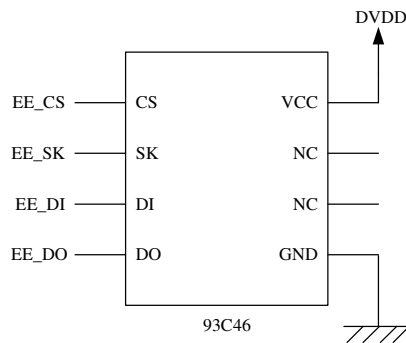 DVDD
EE_CS CS VCC
EE_SK SK NC
EE_DI DI NC
EE_DO DO GND
93C46